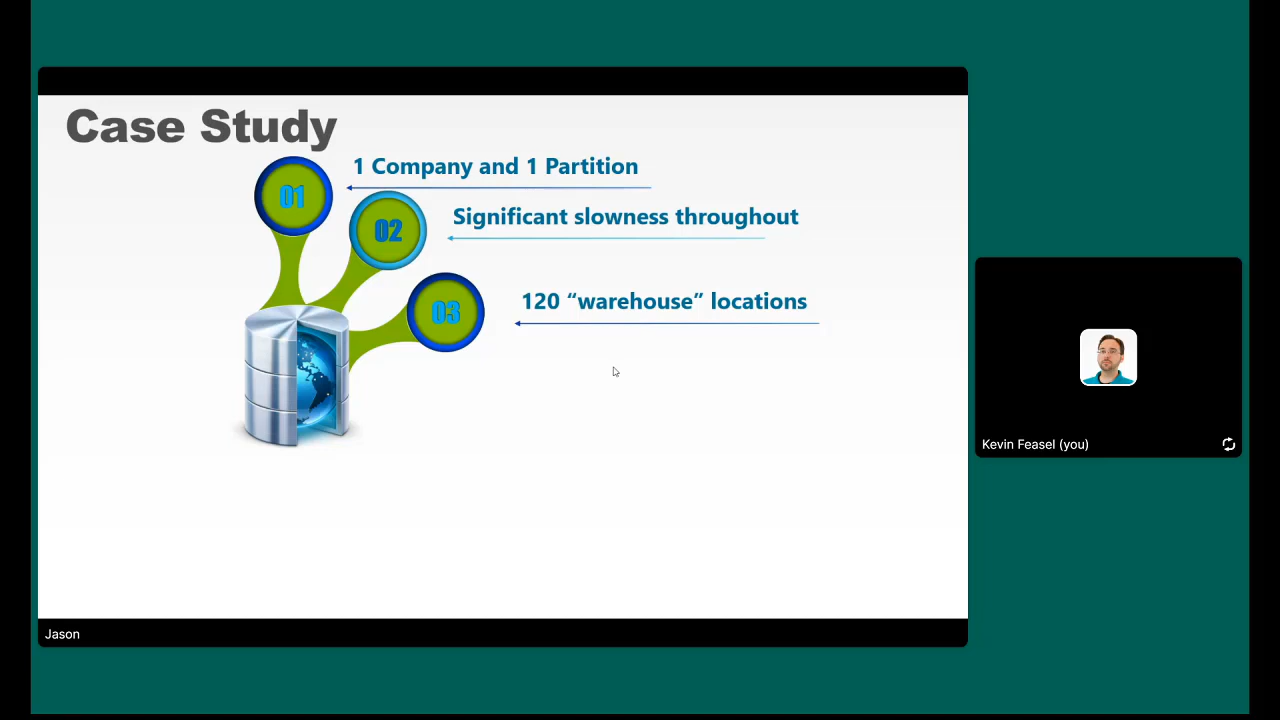 Case Study
01
1 Company and 1 Partition
02
Significant slowness throughout
03
120 “warehouse” locations
Jason
Kevin Feasel (you)